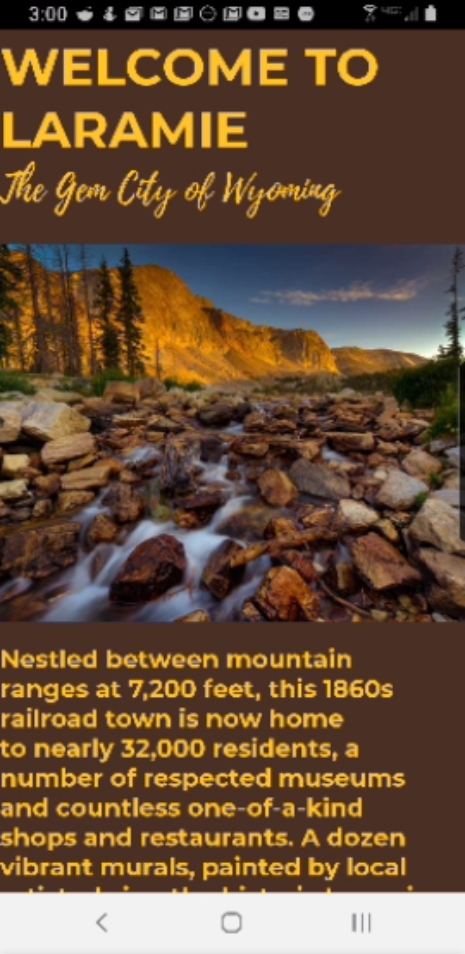 3:00
WELCOME TO
LARAMIE
The Gem City of Wyoming
Nestled between mountain
ranges at 7,200 feet, this 1860s
railroad town is now home
to nearly 32,000 residents, a
number of respected museums
and countless one-of-a-kind
shops and restaurants. A dozen
vibrant murals, painted by local